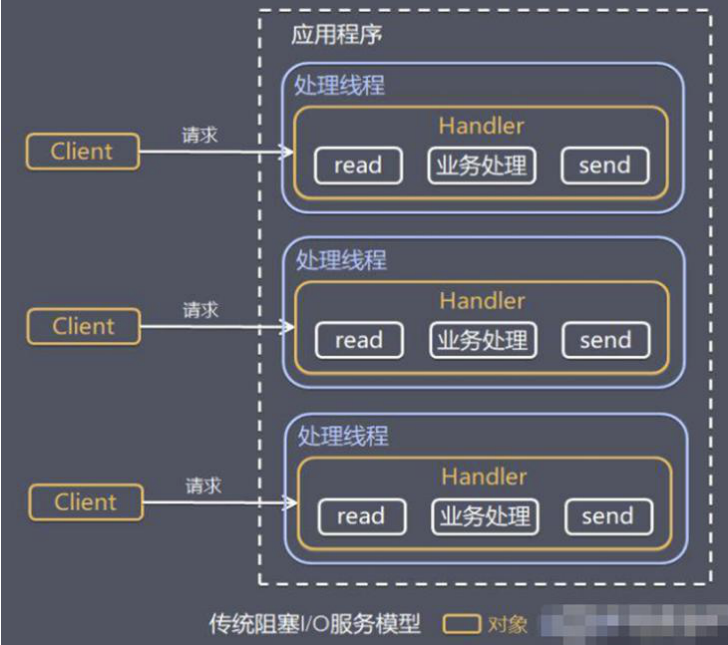 应用程序
处理线程
Handler
Client
请求
read
业务处理
send
处理线程
Handler
Client
请求
read
业务处理
send
处理线程
Handler
Client
请求
read
业务处理
send
传统阻塞I/O服务模型
对象